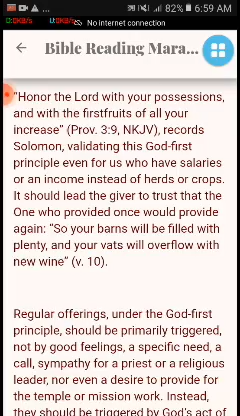 82% 6:59 AM
0:0KB/s U:0KB/s No internet connection
Bible Reading Mara...
"Honor the Lord with your possessions,
and with the firstfruits of all your
increase" (Prov. 3:9, NKJV), records
Solomon, validating this God-first
principle even for us who have salaries
or an income instead of herds or crops.
It should lead the giver to trust that the
One who provided once would provide
again: "So your barns will be filled with
plenty, and your vats will overflow with
new wine" (v. 10).
Regular offerings, under the God-first
principle, should be primarily triggered,
not by good feelings, a specific need, a
call, sympathy for a priest or a religious
leader, nor even a desire to provide for
the temple or mission work. Instead,
they should be triggered by God's act of